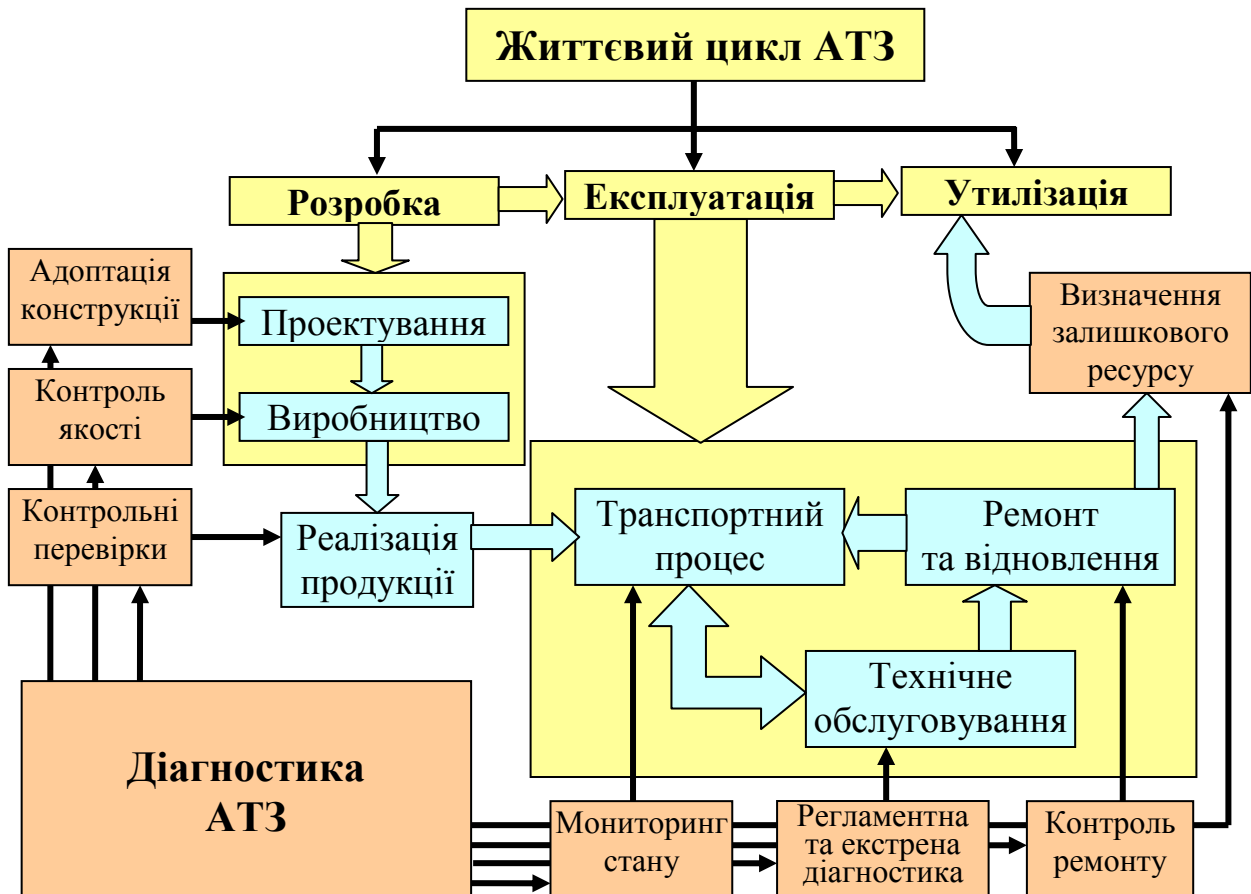 Життєвий цикл АТЗ
Розробка
Експлуатація
Утилізація
Адоптація
конструкції
Проектування
Визначення
залишкового
ресурсу
Контроль
якості
Виробництво
Контрольні
перевірки
Реалізація
продукції
Транспортний
процес
Ремонт
та відновлення
Технічне
обслуговування
Діагностика
АТЗ
Мониторинг
стану
Регламентна
та екстрена
діагностика
Контроль
ремонту